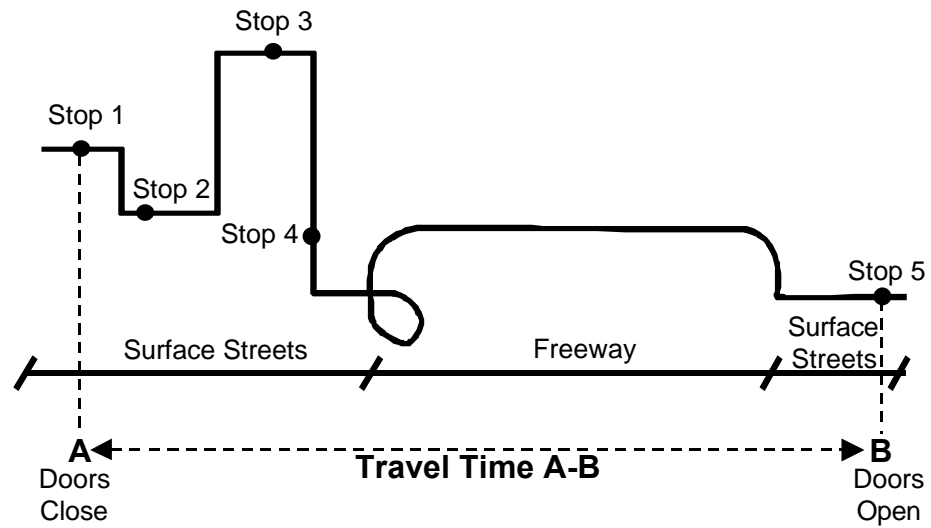 Stop 3
Stop 1
Stop 2
Stop 4
Stop 5
Surface Streets
Freeway
Surface
Streets
A
Doors
Close
Travel Time A-B
B
Doors
Open